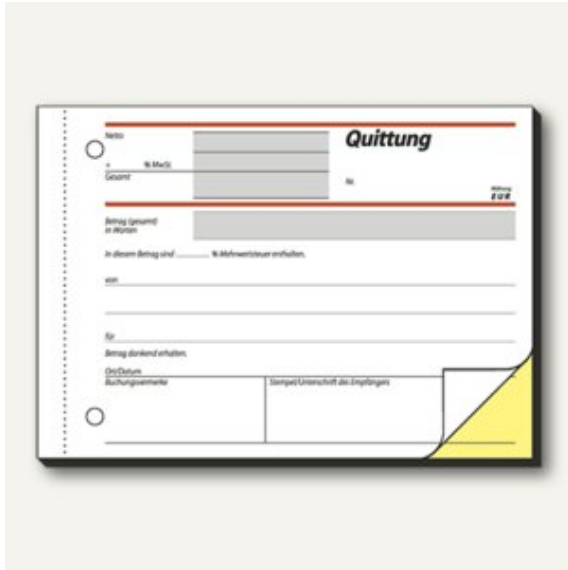 Netto
Quittung
+ % MwSt.
Gesamt
Nr.
Währung
EUR
Betrag (gesamt)
in Worten
In diesem Betrag sind ............ % Mehrwertsteuer enthalten.
von
für
Betrag dankend erhalten.
Ort/Datum
Buchungsvermerke Stempel/Unterschrift des Empfängers